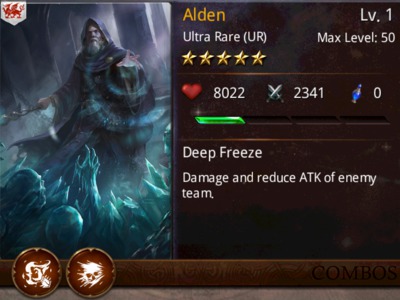 Alden
Lv. 1
Ultra Rare (UR)
Max Level: 50
8022
2341
0
Deep Freeze
Damage and reduce ATK of enemy
team.
COMBOS